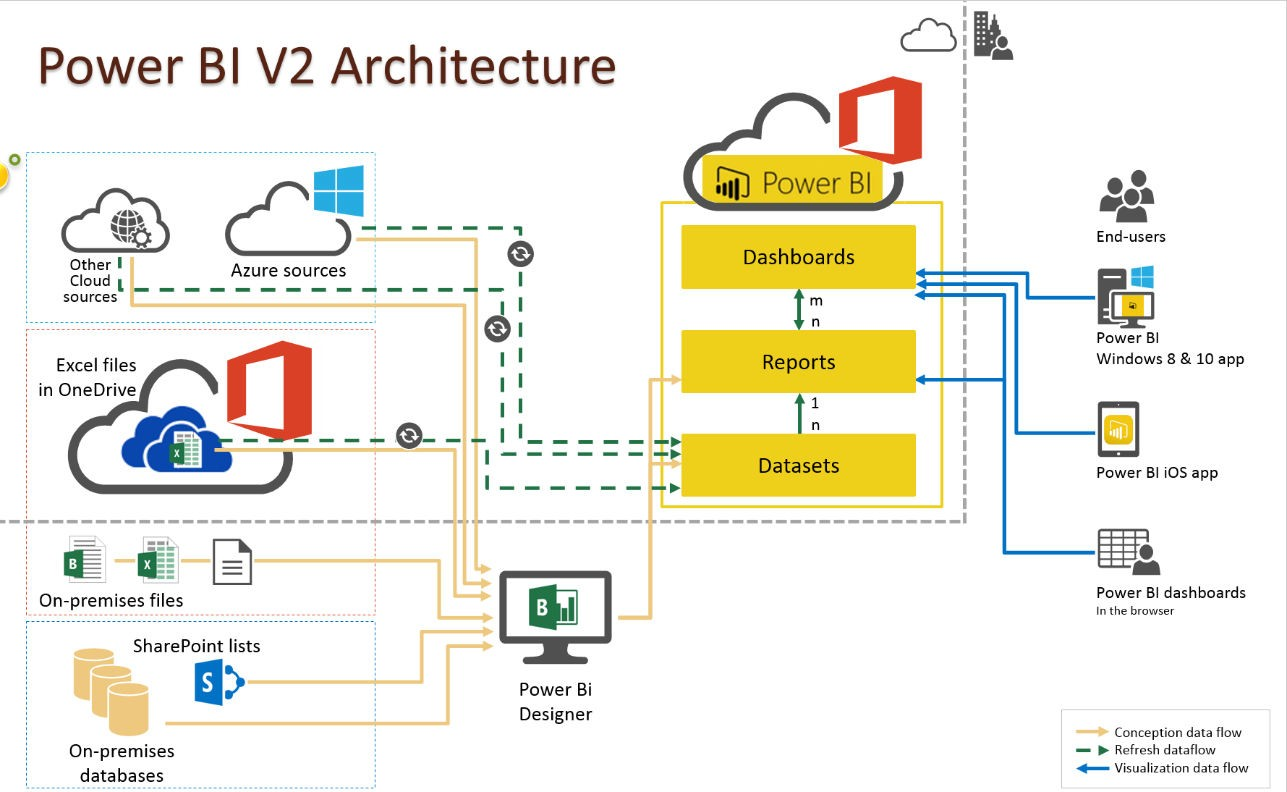 Power BI V2 Architecture
Power BI
Other
Cloud
sources
Azure sources
Dashboards
m
n
Reports
1
n
Datasets
Excel files
in OneDrive
X
B
X
On-premises files
SharePoint lists
S
On-premises
databases
B
Power Bi
Designer
End-users
Power BI
Windows 8 & 10 app
Power BI iOS app
Power BI dashboards
In the browser
Conception data flow
Refresh dataflow
Visualization data flow